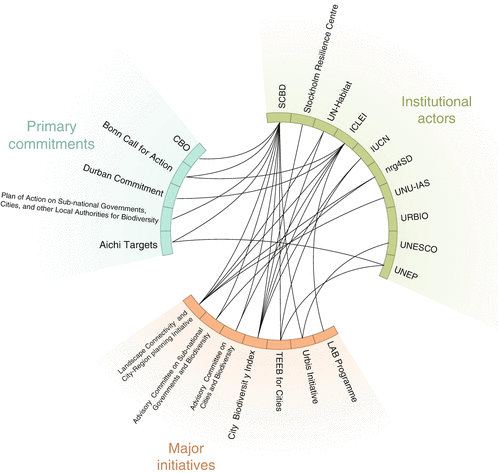 Primary
commitments
CBO
Bonn Call for Action
Durban Commitment
Plan of Action on Sub-national Governments,
Cities, and other Local Authorities for Biodiversity
Aichi Targets
Institutional
actors
SCBD
Stockholm Resilience Centre
UN-Habitat
ICLEI
IUCN
nrg4SD
UNU-IAS
URBIO
UNESCO
UNEP
Landscape Connectivity and
City-Region planning Initiative
Advisory Committee on Sub-national
Governments and Biodiversity
Advisory Committee on
Cities and Biodiversity
City Biodiversit y Index
TEEB for Cities
Urbis Initiative
LAB Programme
Major
initiatives